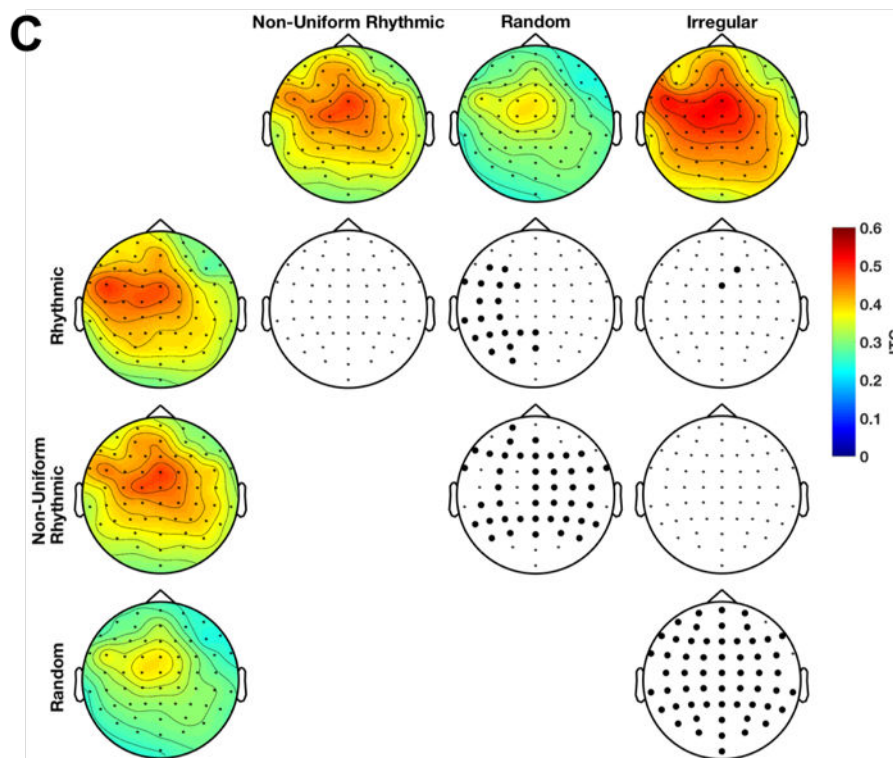 C
Non-Uniform Rhythmic
Random
Irregular
Rhythmic
Non-Uniform
Rhythmic
Random
0.6
0.5
0.4
0.3
0.2
0.1
0